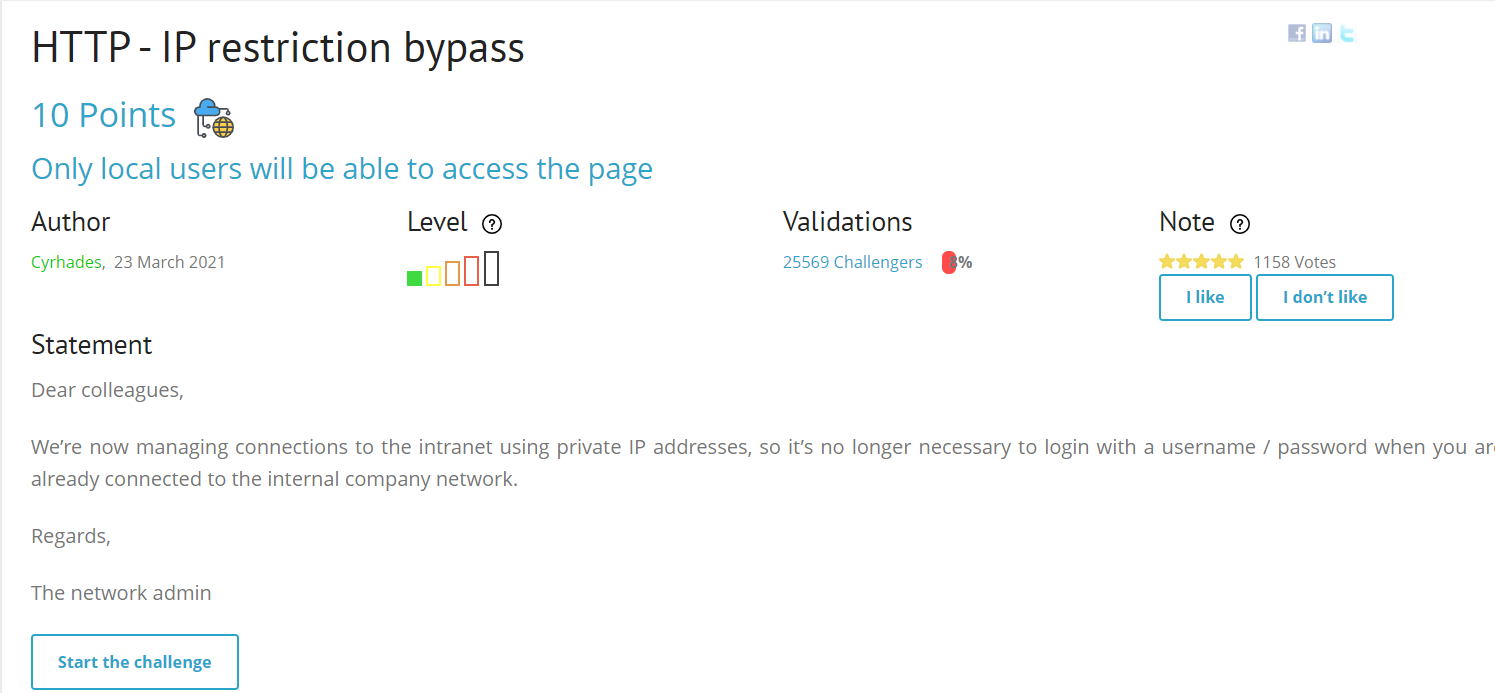 HTTP - IP restriction bypass
10 Points
Only local users will be able to access the page
Author
Level ?
Validations
Note ?
Cyrhades, 23 March 2021
25569 Challengers
1158 Votes
I like
I don’t like
Statement
Dear colleagues,
We’re now managing connections to the intranet using private IP addresses, so it’s no longer necessary to login with a username / password when you
already connected to the internal company network.
Regards,
The network admin
Start the challenge